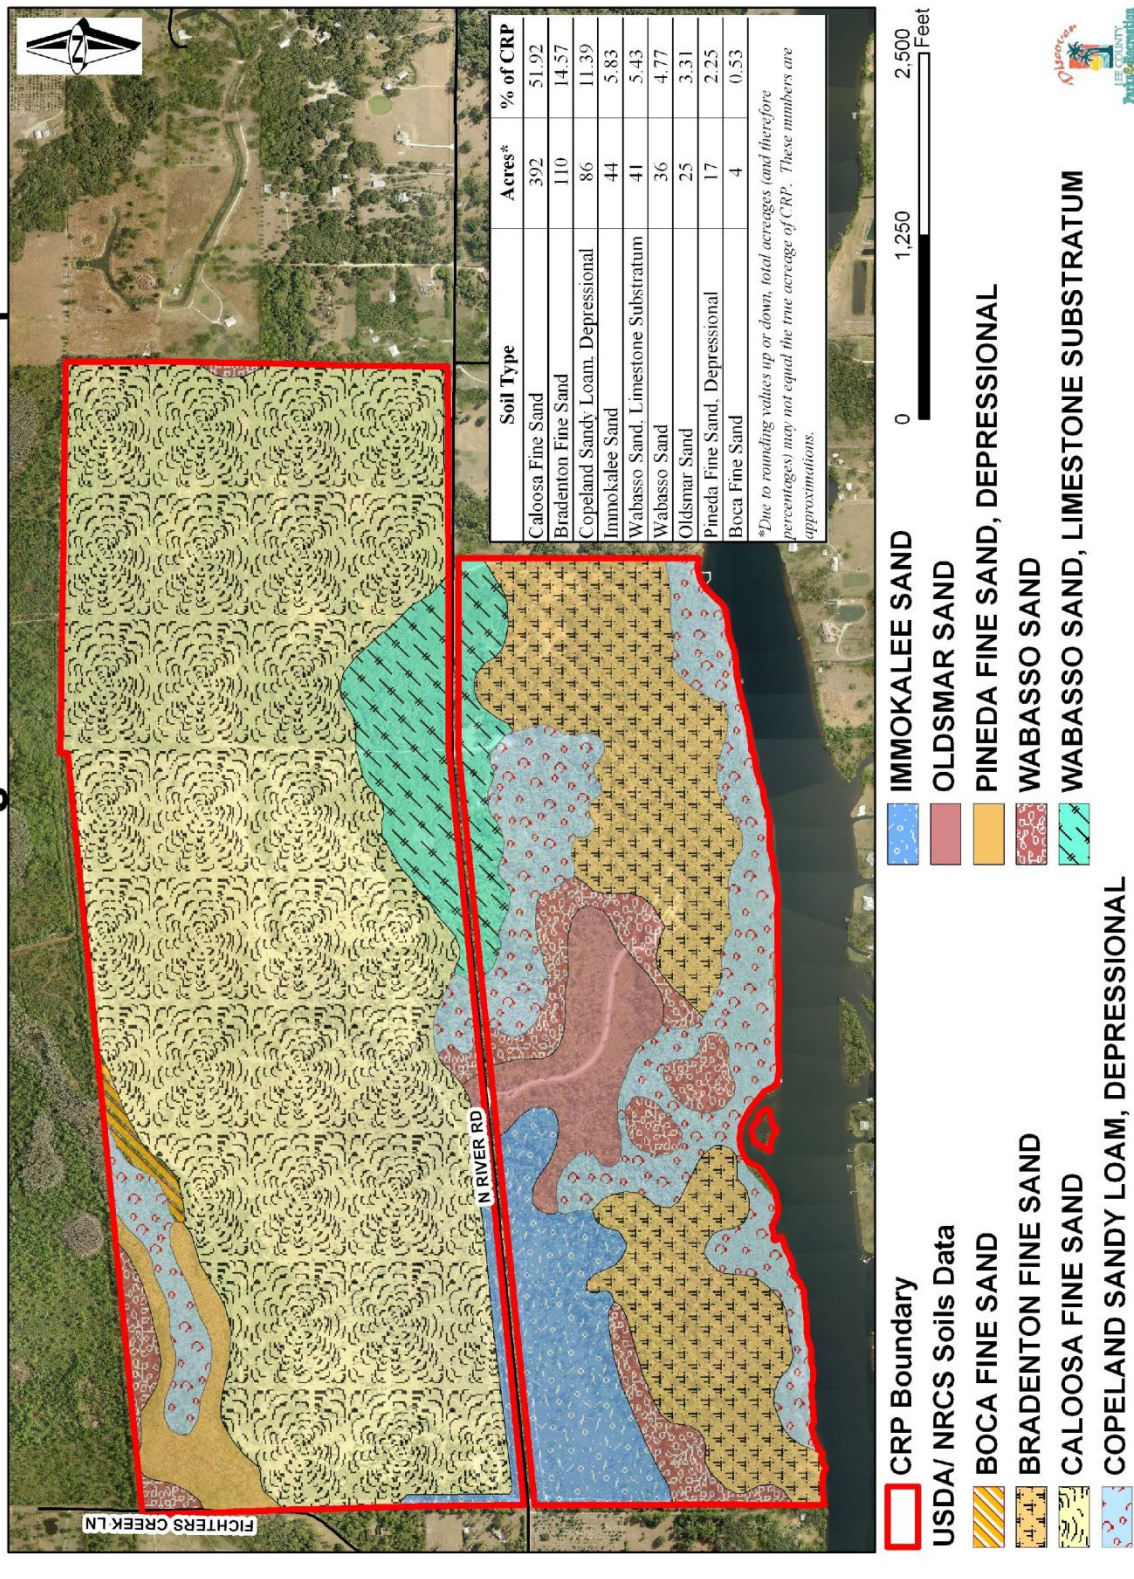 N
FICHTERS CREEK LN
N RIVER RD
Soil Type Acres* % of CRP
Caloosa Fine Sand 392 51.92
Bradenton Fine Sand 110 14.57
Copeland Sandy Loam, Depressional 86 11.39
Immokalee Sand 44 5.83
Wabasso Sand, Limestone Substratum 41 5.43
Wabasso Sand 36 4.77
Oldsmar Sand 25 3.31
Pineda Fine Sand, Depressional 17 2.25
Boca Fine Sand 4 0.53
*Due to rounding values up or down, total acreages (and therefore
percentages) may not equal the true acreage of CRP. These numbers are
approximations.
CRP Boundary
USDA/ NRCS Soils Data
BOCA FINE SAND
BRADENTON FINE SAND
CALOOSA FINE SAND
COPELAND SANDY LOAM, DEPRESSIONAL
IMMOKALEE SAND
OLDSMAR SAND
PINEDA FINE SAND, DEPRESSIONAL
WABASSO SAND
WABASSO SAND, LIMESTONE SUBSTRATUM
0 1,250 2,500
Feet
Discover
LEE COUNTY
Parks & Recreation